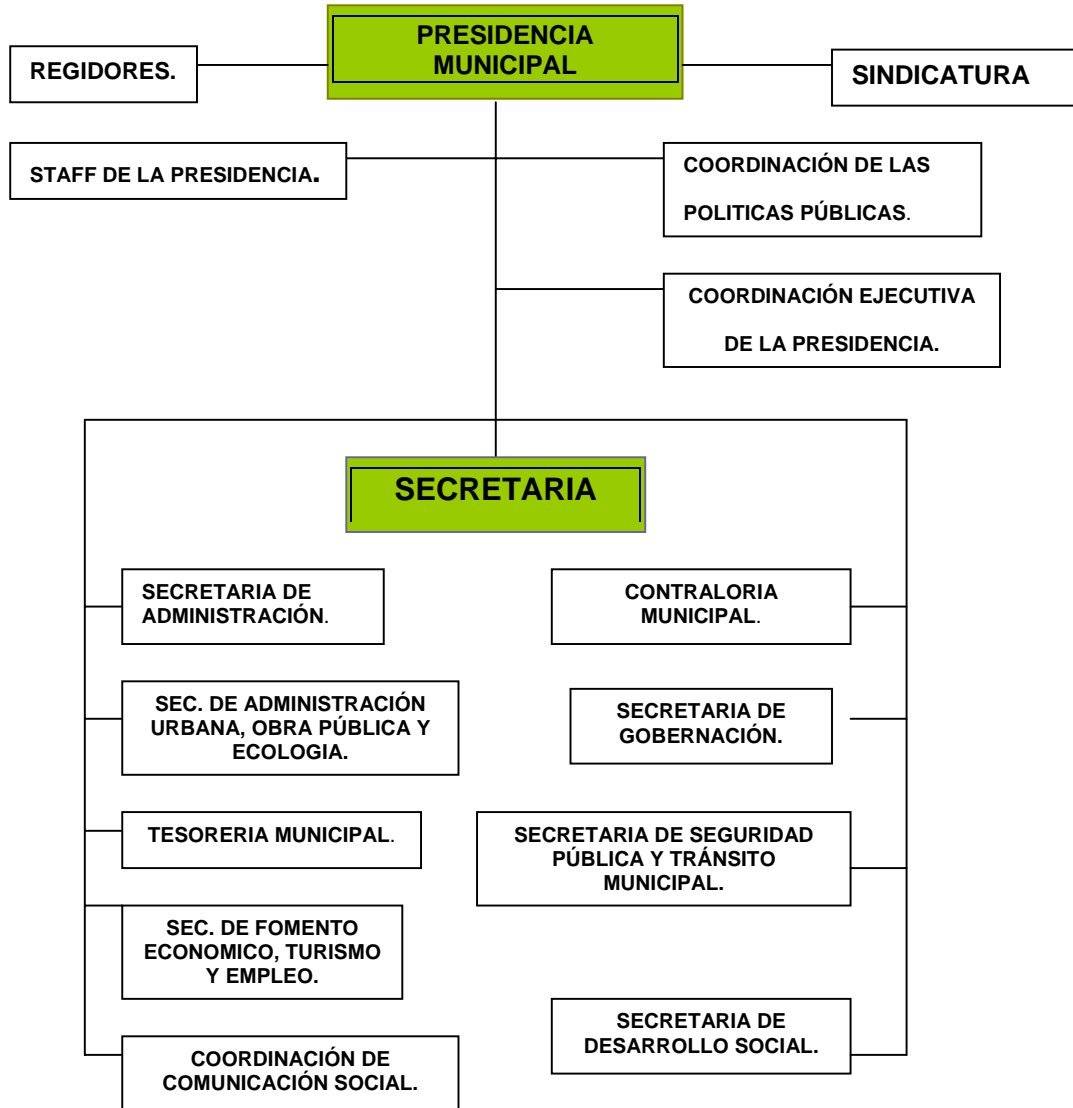 PRESIDENCIA
MUNICIPAL
REGIDORES.
SINDICATURA
STAFF DE LA PRESIDENCIA.
COORDINACIÓN DE LAS
POLITICAS PÚBLICAS.
COORDINACIÓN EJECUTIVA
DE LA PRESIDENCIA.
SECRETARIA
SECRETARIA DE
ADMINISTRACIÓN.
CONTRALORIA
MUNICIPAL.
SEC. DE ADMINISTRACIÓN
URBANA, OBRA PÚBLICA Y
ECOLOGIA.
SECRETARIA DE
GOBERNACIÓN.
TESORERIA MUNICIPAL.
SECRETARIA DE SEGURIDAD
PÚBLICA Y TRÁNSITO
MUNICIPAL.
SEC. DE FOMENTO
ECONOMICO, TURISMO
Y EMPLEO.
SECRETARIA DE
DESARROLLO SOCIAL.
COORDINACIÓN DE
COMUNICACIÓN SOCIAL.